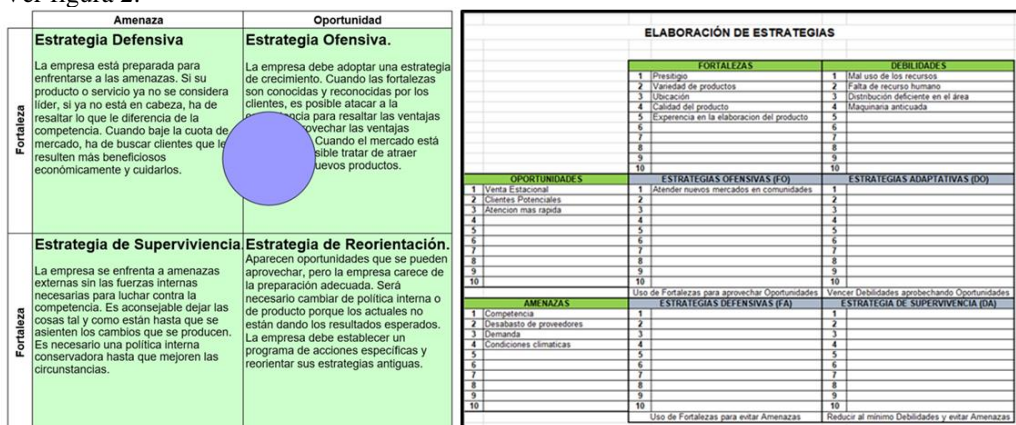 Ver figura 2.
Amenaza
Oportunidad
Fortaleza
Estrategia Defensiva
La empresa está preparada para
enfrentarse a las amenazas. Si su
producto o servicio ya no se considera
líder, si ya no está en cabeza, ha de
resaltar lo que le diferencia de la
competencia. Cuando baje la cuota de
mercado, ha de buscar clientes que le
resulten más beneficiosos
económicamente y cuidarlos.
Estrategia Ofensiva.
La empresa debe adoptar una estrategia
de crecimiento. Cuando las fortalezas
son conocidas y reconocidas por los
clientes, es posible atacar a la
para resaltar las ventajas
las ventajas
Cuando el mercado está
tratar de atraer
productos.
Fortaleza
Estrategia de Superviviencia.
La empresa se enfrenta a amenazas
externas sin las fuerzas internas
necesarias para luchar contra la
competencia. Es aconsejable dejar las
cosas tal y como están hasta que se
asienten los cambios que se producen.
Es necesario una política interna
conservadora hasta que mejoren las
circunstancias.
Estrategia de Reorientación.
Aparecen oportunidades que se pueden
aprovechar, pero la empresa carece de
la preparación adecuada. Será
necesario cambiar de política interna o
de producto porque los actuales no
están dando los resultados esperados.
La empresa debe establecer un
programa de acciones específicas y
reorientar sus estrategias antiguas.
ELABORACIÓN DE ESTRATEGIAS
FORTALEZAS
1 Presitigio
2 Variedad de productos
3 Ubicación
4 Calidad del producto
5 Experencia en la elaboracion del producto
6
7
8
9
10
DEBILIDADES
1 Mal uso de los recursos
2 Falta de recurso humano
3 Distribución deficiente en el área
4 Maquinaria anticuada
5
6
7
8
9
10
OPORTUNIDADES
1 Venta Estacional
2 Clientes Potenciales
3 Atencion mas rapida
4
5
6
7
8
9
10
ESTRATEGIAS OFENSIVAS (FO)
1 Atender nuevos mercados en comunidades
2
3
4
5
6
7
8
9
10
Uso de Fortalezas para aprovechar Oportunidades
ESTRATEGIAS ADAPTATIVAS (DO)
1
2
3
4
5
6
7
8
9
10
Vencer Debilidades aprobechando Oportunidades
AMENAZAS
1 Competencia
2 Desabasto de proveedores
3 Demanda
4 Condiciones climaticas
5
6
7
8
9
10
ESTRATEGIAS DEFENSIVAS (FA)
1
2
3
4
5
6
7
8
9
10
Uso de Fortalezas para evitar Amenazas
ESTRATEGIA DE SUPERVIVENCIA (DA)
1
2
3
4
5
6
7
8
9
10
Reducir al mínimo Debilidades y evitar Amenazas